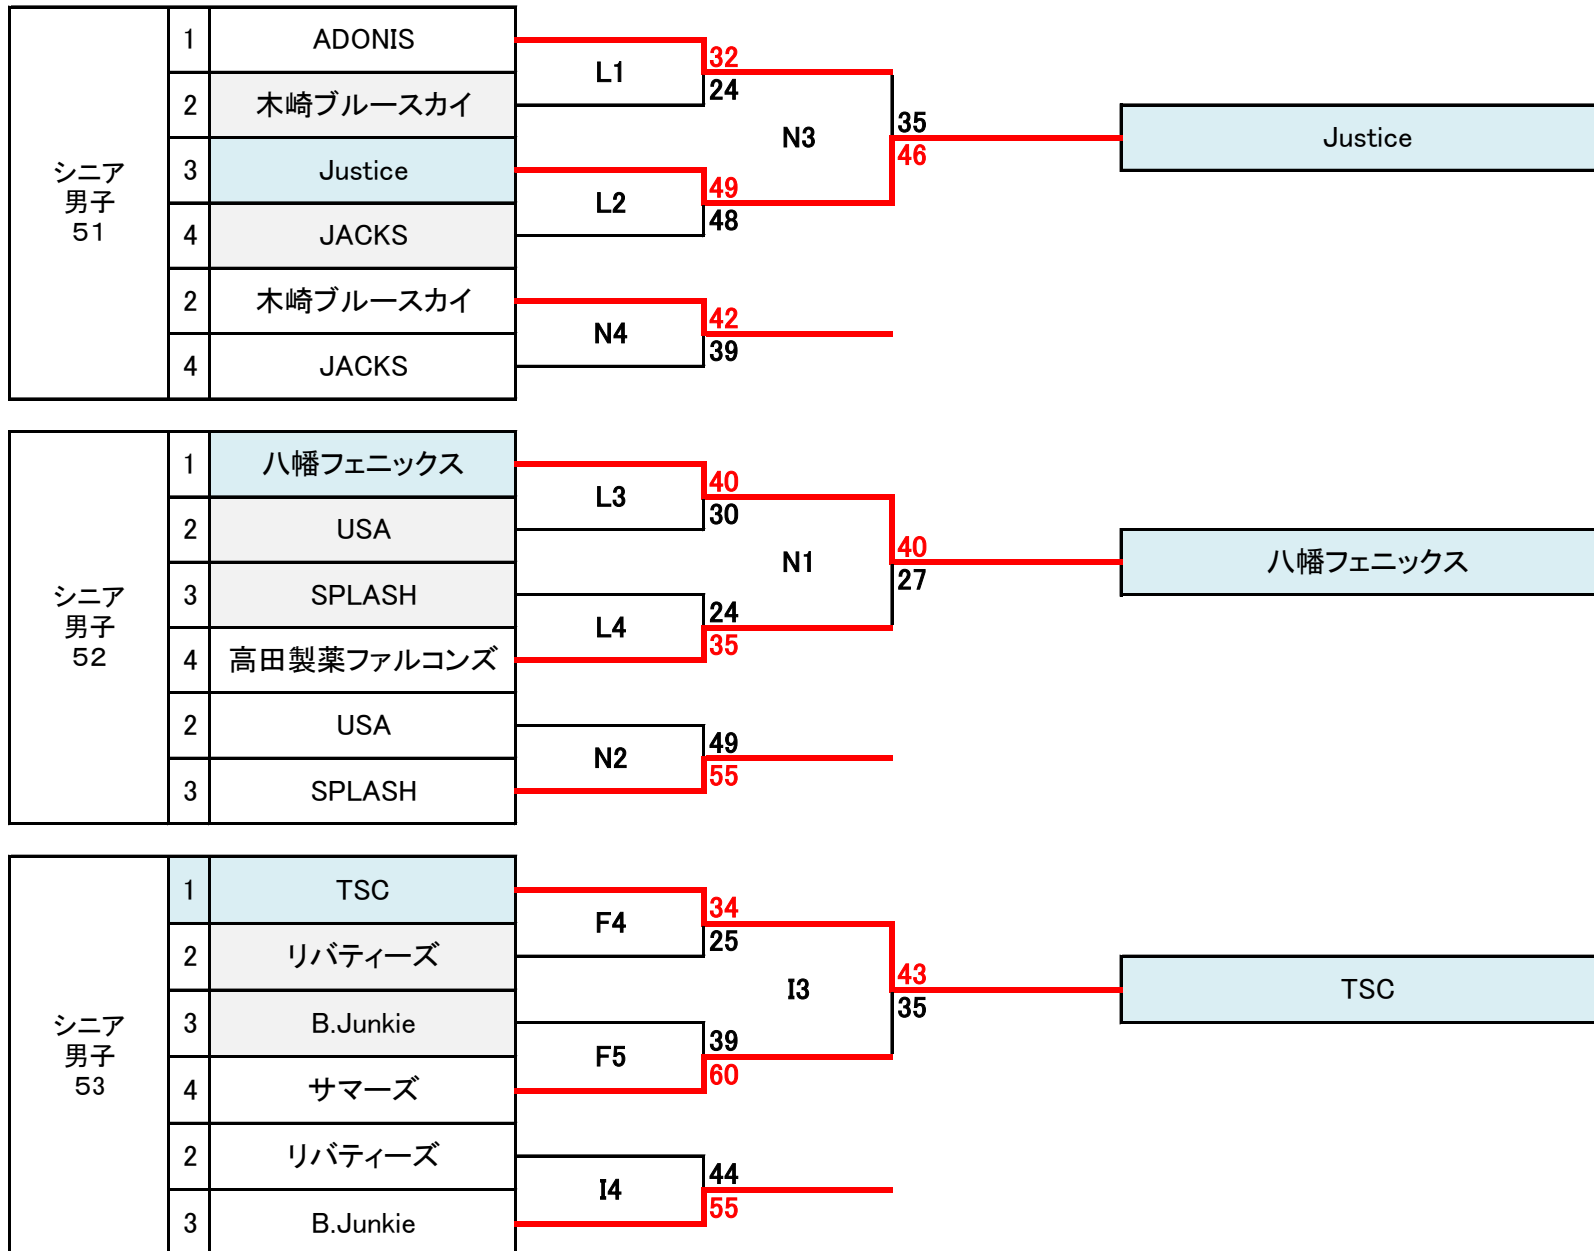 1 ADONIS
L1 32
24
2 木崎ブルースカイ
N3 35
46
Justice
シニア
男子
51
3 Justice
L2 49
48
4 JACKS
2 木崎ブルースカイ
N4 42
39
4 JACKS
1 八幡フェニックス
L3 40
30
2 USA
N1 40
27
八幡フェニックス
シニア
男子
52
3 SPLASH
L4 24
35
4 高田製薬ファルコンズ
2 USA
N2 49
55
3 SPLASH
1 TSC
F4 34
25
2 リバティーズ
I3 43
35
TSC
シニア
男子
53
3 B.Junkie
F5 39
60
4 サマーズ
2 リバティーズ
I4 44
55
3 B.Junkie